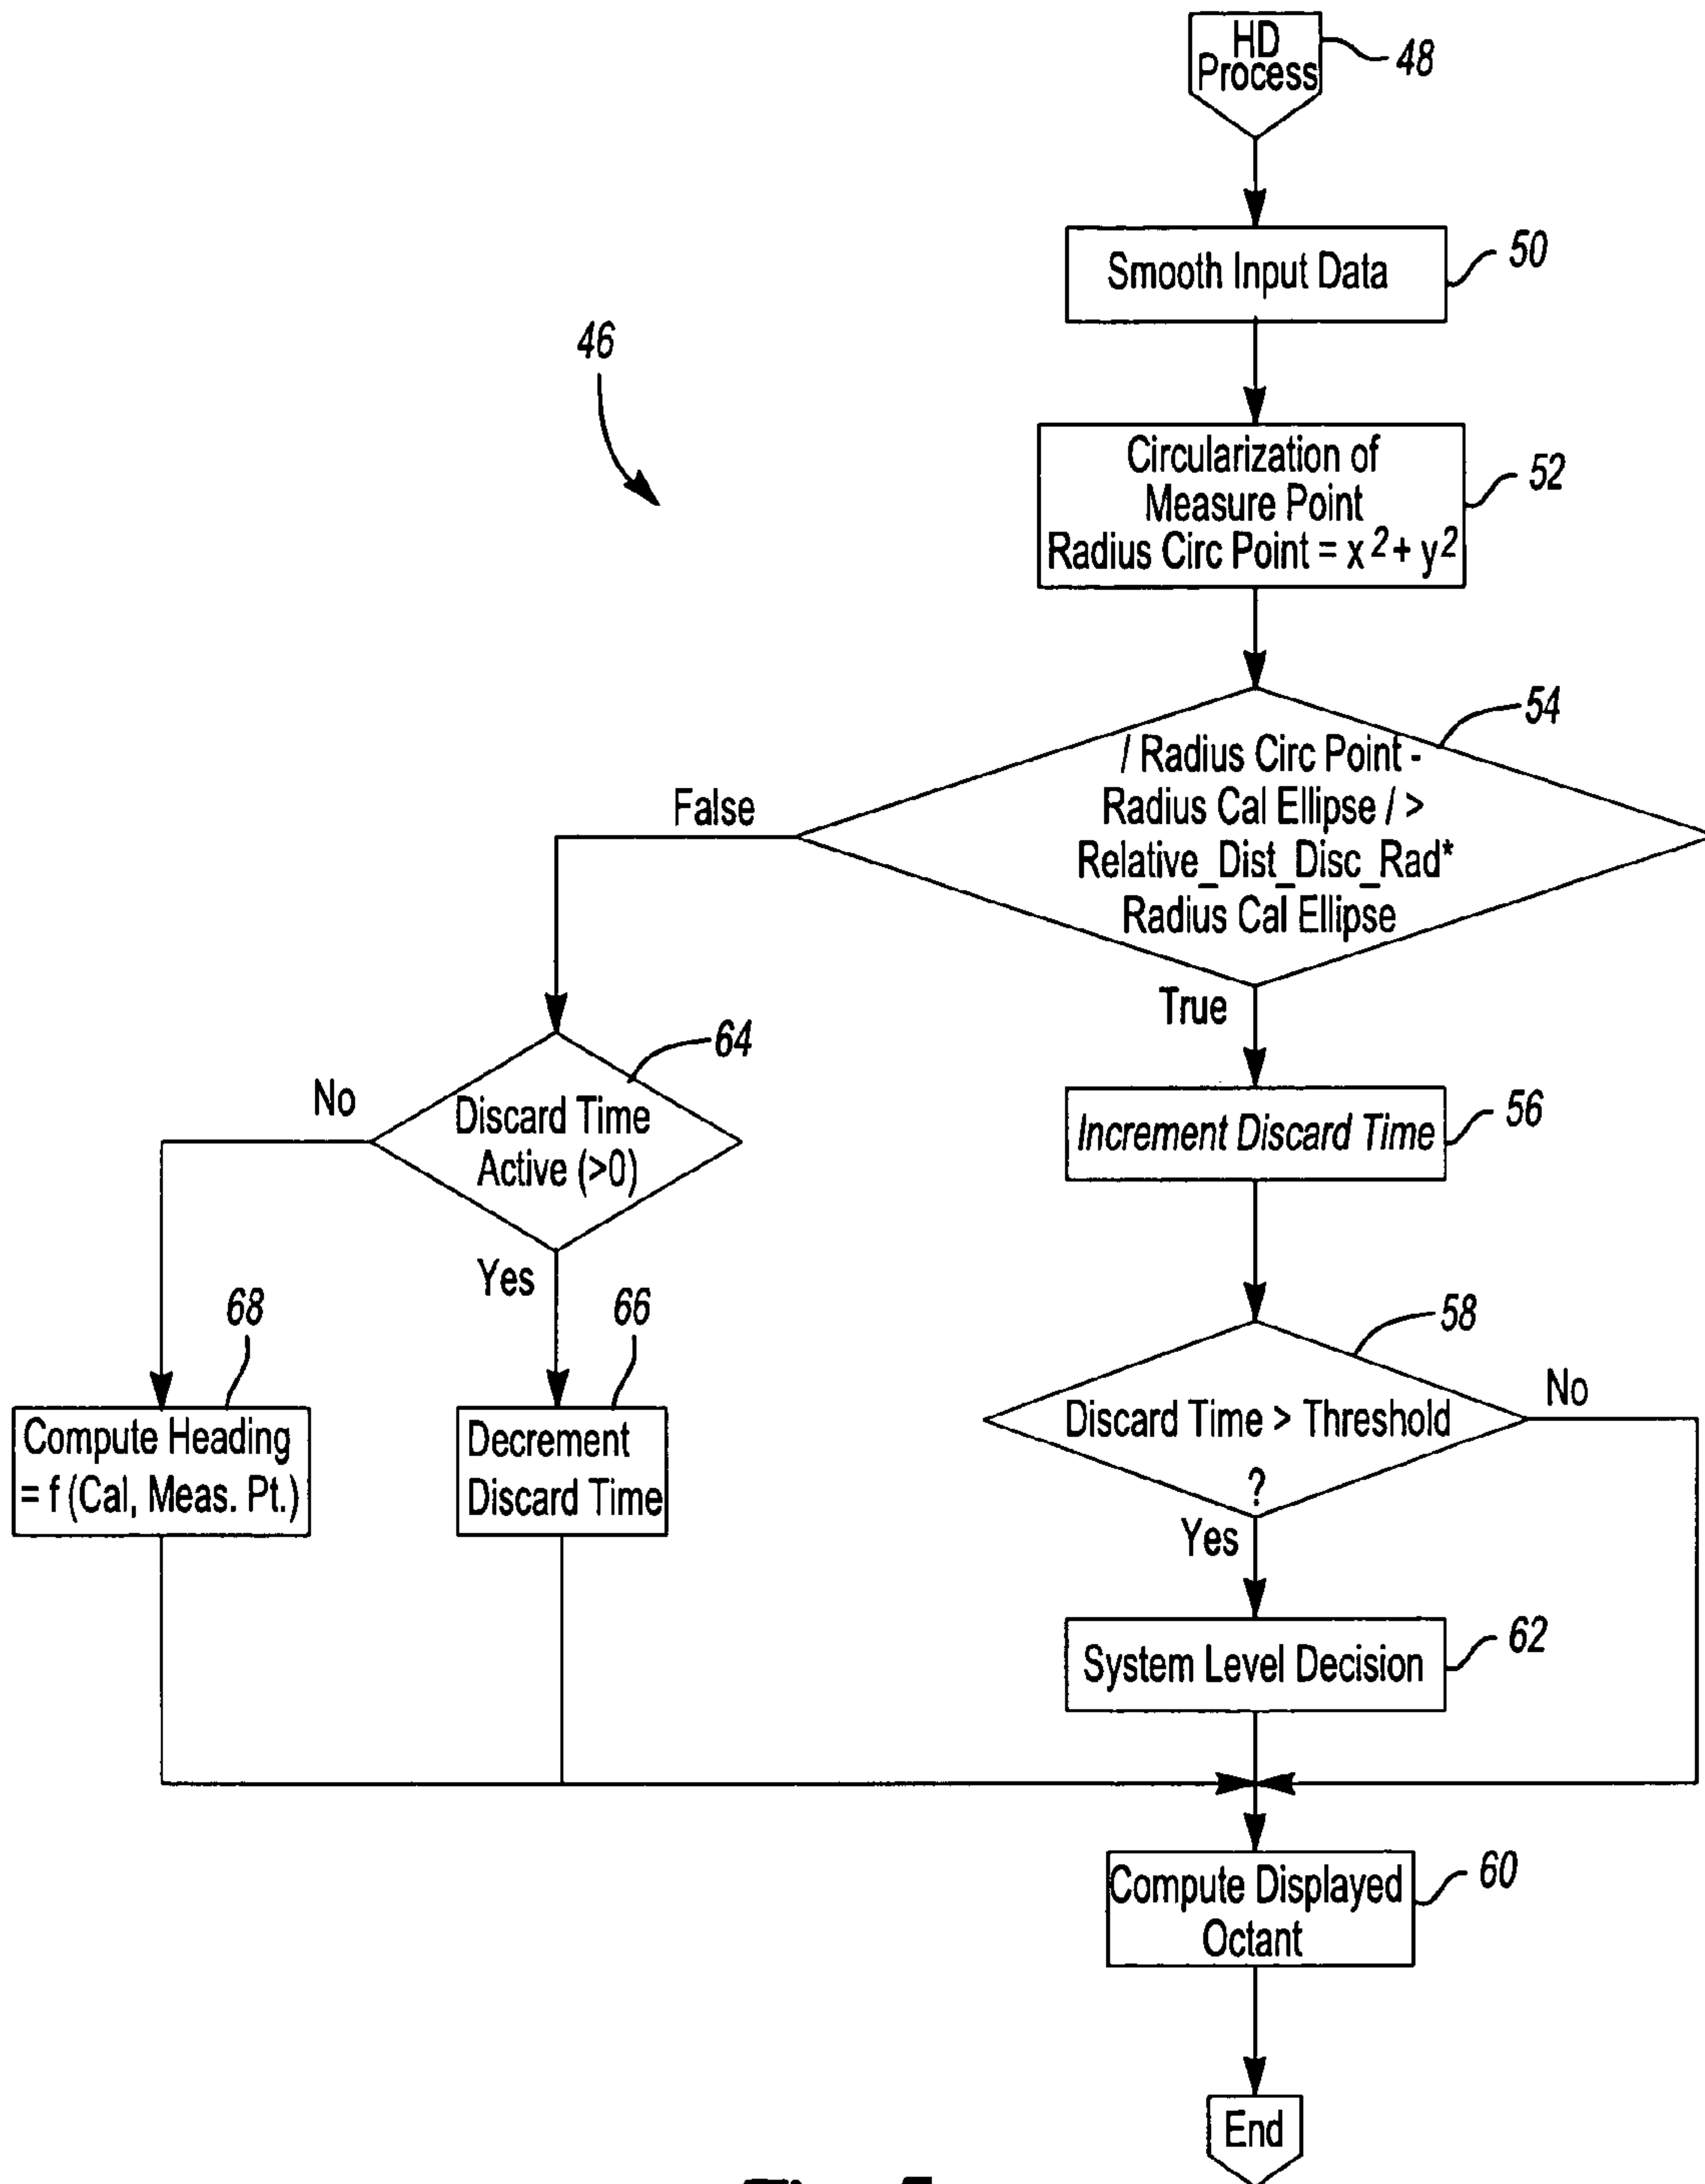 HD
Process
48
Smooth Input Data
50
46
Circularization of
Measure Point
Radius Circ Point = x² + y²
52
54
/ Radius Circ Point -
Radius Cal Ellipse / >
Relative_Dist_Disc_Rad*
Radius Cal Ellipse
False
True
64
No
Discard Time
Active (>0)
Yes
Increment Discard Time
56
68
66
58
Compute Heading
= f (Cal, Meas. Pt.)
Decrement
Discard Time
Discard Time > Threshold
?
No
Yes
System Level Decision
62
Compute Displayed
Octant
60
End